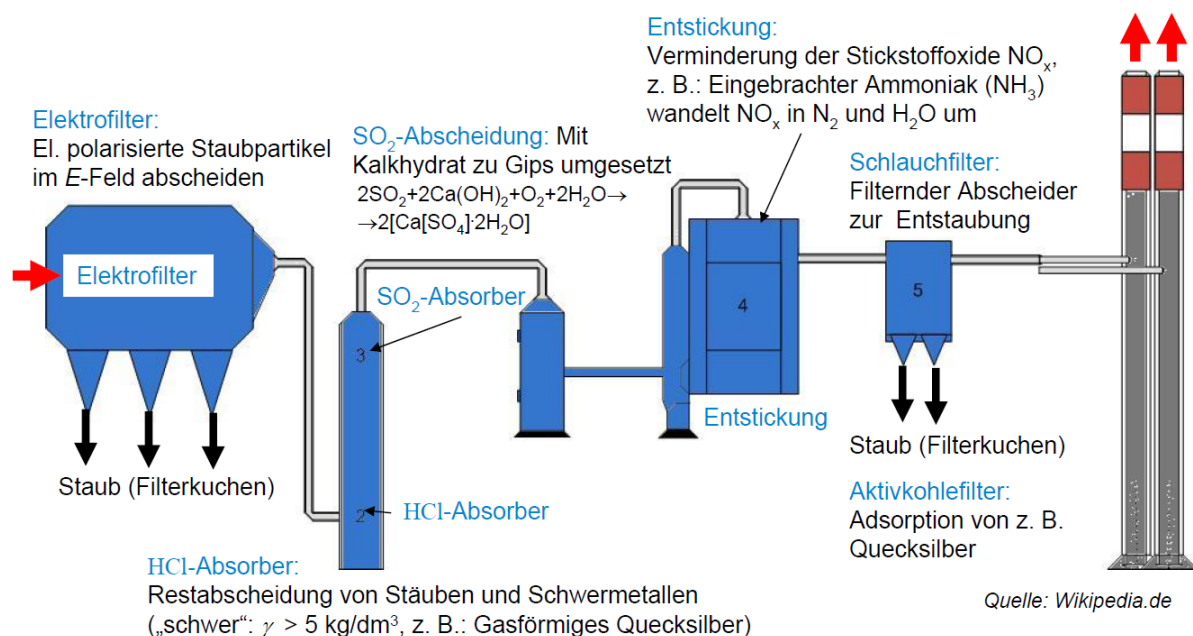 Entstickung:
Verminderung der Stickstoffoxide NOₓ,
z. B.: Eingebrachter Ammoniak (NH₃)
wandelt NOₓ in N₂ und H₂O um
Elektrofilter:
El. polarisierte Staubpartikel
im E-Feld abscheiden
SO₂-Abscheidung: Mit
Kalkhydrat zu Gips umgesetzt
2SO₂+2Ca(OH)₂+O₂+2H₂O→
→2[Ca[SO₄]·2H₂O]
Schlauchfilter:
Filternder Abscheider
zur Entstaubung
Elektrofilter
SO₂-Absorber
3
4
5
Entstickung
Staub (Filterkuchen)
Staub (Filterkuchen)
2
HCl-Absorber
Aktivkohlefilter:
Adsorption von z. B.
Quecksilber
HCl-Absorber:
Restabscheidung von Stäuben und Schwermetallen
(„schwer“: γ > 5 kg/dm³, z. B.: Gasförmiges Quecksilber)
Quelle: Wikipedia.de